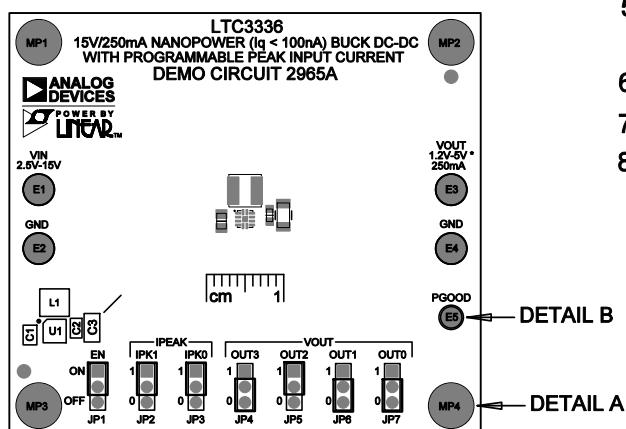 LTC3336
15V/250mA NANOPOWER (Iq < 100nA) BUCK DC-DC
WITH PROGRAMMABLE PEAK INPUT CURRENT
DEMO CIRCUIT 2965A
MP1
MP2
5
6
7
8
ANALOG
DEVICES
POWER BY
LINEAR™
VIN
2.5V-15V
E1
GND
E2
VOUT
1.2V-5V *
250mA
E3
GND
E4
PGOOD
E5
DETAIL B
cm 1
L1
C1
U1
C2
C3
IPEAK
VOUT
EN
IPK1
IPK0
OUT3
OUT2
OUT1
OUT0
ON
1
1
1
1
1
1
OFF
0
0
0
0
0
0
MP3
JP1
JP2
JP3
JP4
JP5
JP6
JP7
MP4
DETAIL A